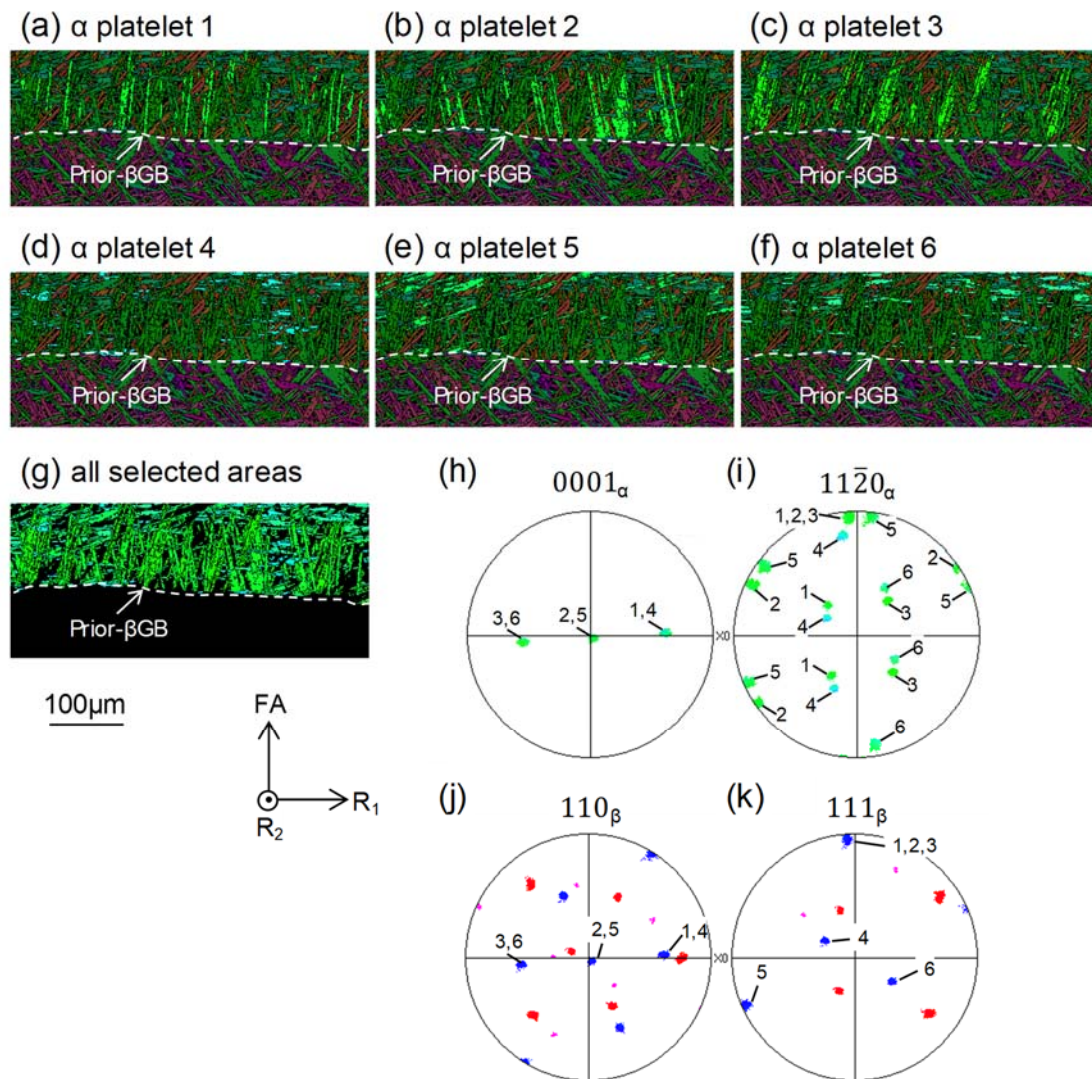 (a) α platelet 1
(b) α platelet 2
(c) α platelet 3
Prior-βGB
Prior-βGB
Prior-βGB
(d) α platelet 4
(e) α platelet 5
(f) α platelet 6
Prior-βGB
Prior-βGB
Prior-βGB
(g) all selected areas
Prior-βGB
100μm
FA
R₁
R₂
(h)
0001α
3,6
2,5
1,4
X0
(i)
112̄0α
1,2,3
5
4
5
2
2
5
6
1
3
4
6
1
3
5
4
2
6
(j)
110β
2,5
3,6
1,4
X0
(k)
111β
1,2,3
4
5
6